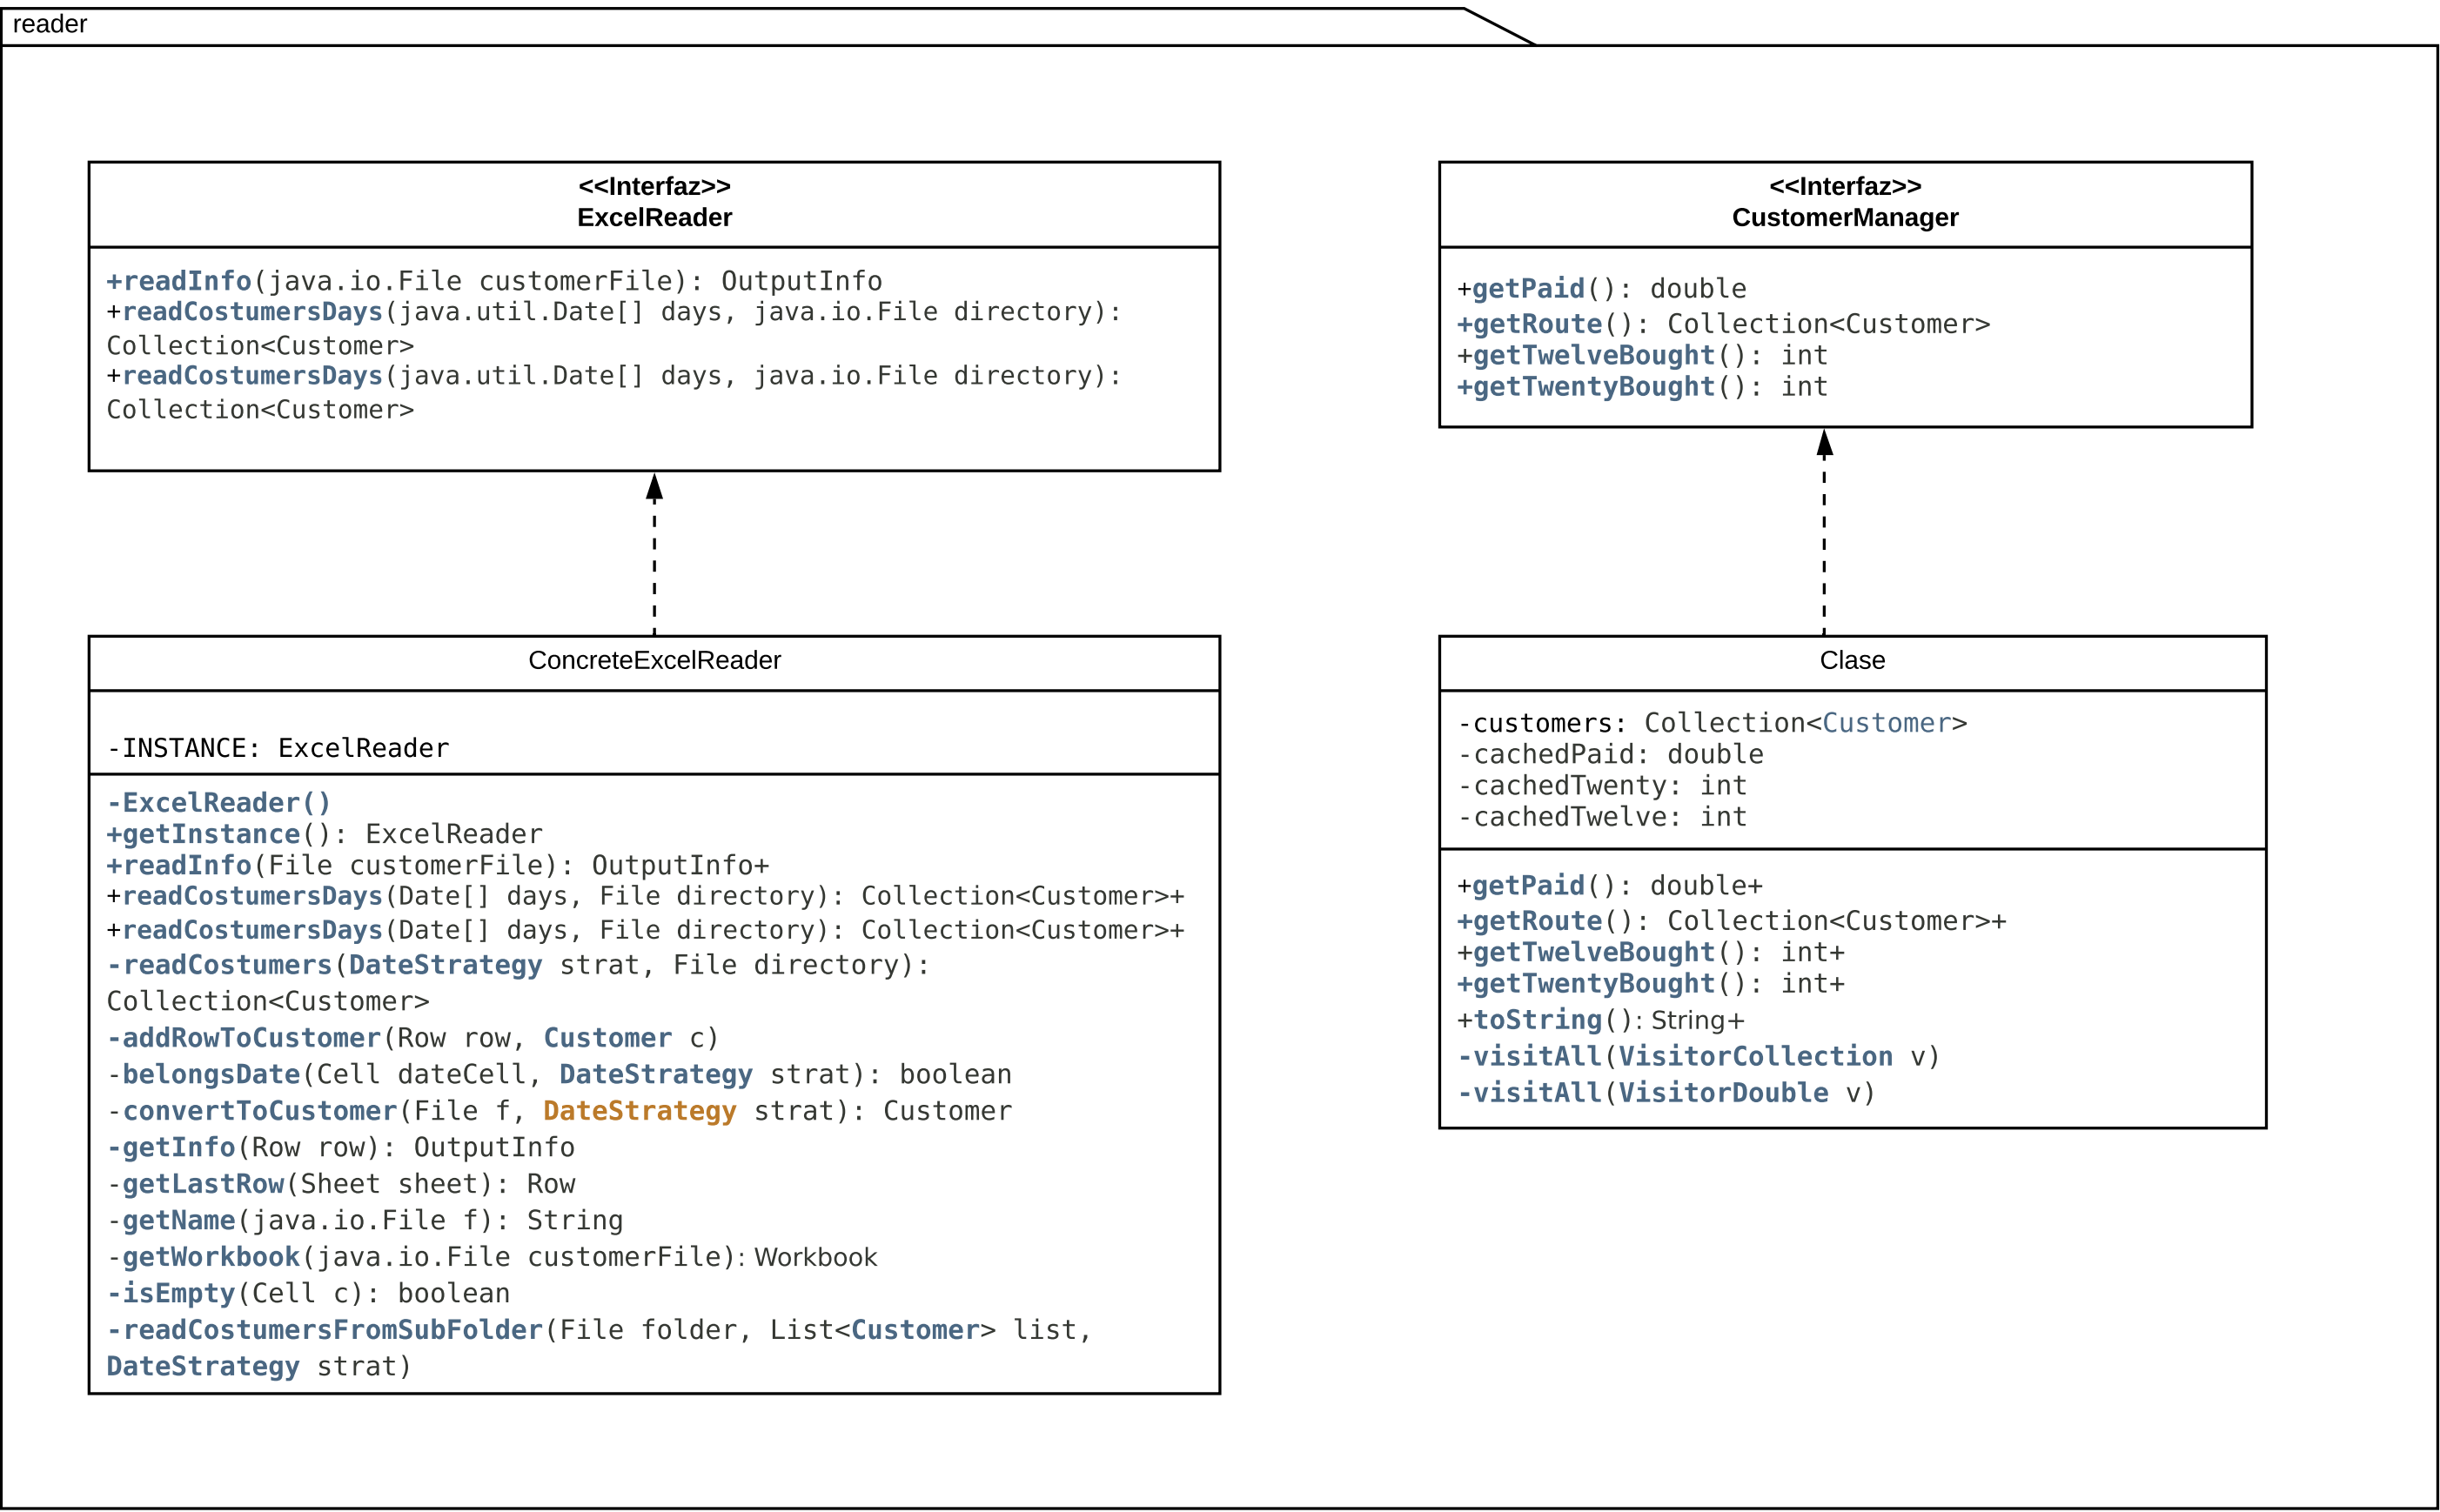 reader
<<Interfaz>>
ExcelReader
+readInfo(java.io.File customerFile): OutputInfo
+readCostumersDays(java.util.Date[] days, java.io.File directory):
Collection<Customer>
+readCostumersDays(java.util.Date[] days, java.io.File directory):
Collection<Customer>
<<Interfaz>>
CustomerManager
+getPaid(): double
+getRoute(): Collection<Customer>
+getTwelveBought(): int
+getTwentyBought(): int
ConcreteExcelReader
-INSTANCE: ExcelReader
-ExcelReader()
+getInstance(): ExcelReader
+readInfo(File customerFile): OutputInfo+
+readCostumersDays(Date[] days, File directory): Collection<Customer>+
+readCostumersDays(Date[] days, File directory): Collection<Customer>+
-readCostumers(DateStrategy strat, File directory):
Collection<Customer>
-addRowToCustomer(Row row, Customer c)
-belongsDate(Cell dateCell, DateStrategy strat): boolean
-convertToCustomer(File f, DateStrategy strat): Customer
-getInfo(Row row): OutputInfo
-getLastRow(Sheet sheet): Row
-getName(java.io.File f): String
-getWorkbook(java.io.File customerFile): Workbook
-isEmpty(Cell c): boolean
-readCostumersFromSubFolder(File folder, List<Customer> list,
DateStrategy strat)
Clase
-customers: Collection<Customer>
-cachedPaid: double
-cachedTwenty: int
-cachedTwelve: int
+getPaid(): double+
+getRoute(): Collection<Customer>+
+getTwelveBought(): int+
+getTwentyBought(): int+
+toString(): String+
-visitAll(VisitorCollection v)
-visitAll(VisitorDouble v)